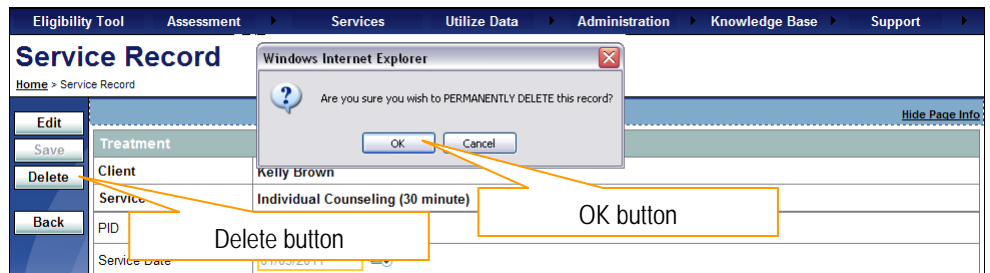 Eligibility Tool Assessment Services Utilize Data Administration Knowledge Base Support
Service Record
Home > Service Record
Windows Internet Explorer
Are you sure you wish to PERMANENTLY DELETE this record?
OK Cancel
Hide Page Info
Edit
Save
Delete
Back
Treatment
Client Kelly Brown
Service Individual Counseling (30 minute)
PID
Service Date
OK button
Delete button